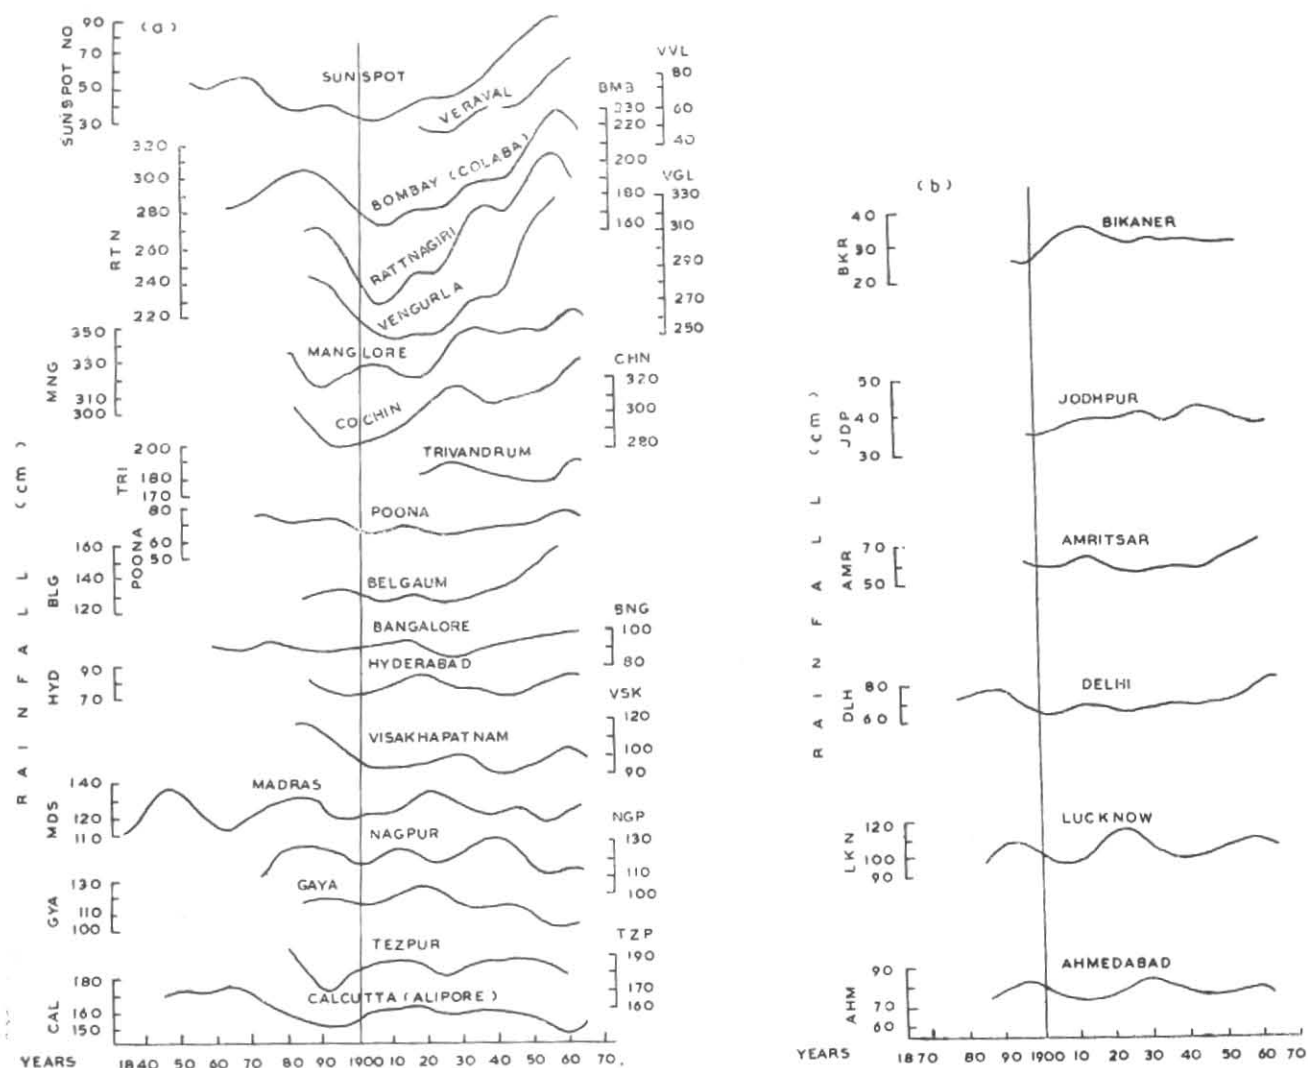 (a)
SUNSPOT NO
90
70
50
30
SUNSPOT
VERAVAL
VVL
80
60
40
BMB
230
220
200
180
160
RTN
320
300
280
260
240
220
BOMBAY (COLABA)
RATTNAGIRI
VENGURLA
VGL
330
310
290
270
250
MNG
350
330
310
300
MANGLORE
COCHIN
CHN
320
300
280
TRI
200
180
170
TRIVANDRUM
POONA
80
60
50
POONA
BLG
160
140
120
BELGAUM
BANGALORE
BNG
100
80
HYD
90
70
HYDERABAD
VSK
120
100
90
VISAKHAPATNAM
MDS
140
120
110
MADRAS
NAGPUR
NGP
130
110
100
GYA
130
110
100
GAYA
TEZPUR
TZP
190
170
160
CAL
180
160
150
CALCUTTA (ALIPORE)
RAINFALL (cm)
YEARS 1840 50 60 70 80 90 1900 10 20 30 40 50 60 70.
(b)
BKR
40
30
20
BIKANER
JDP
50
40
30
JODHPUR
AMR
70
50
AMRITSAR
DLH
80
60
DELHI
LKN
120
100
90
LUCKNOW
AHM
90
70
60
AHMEDABAD
RAI2FALL (cm)
YEARS 1870 80 90 1900 10 20 30 40 50 60 70